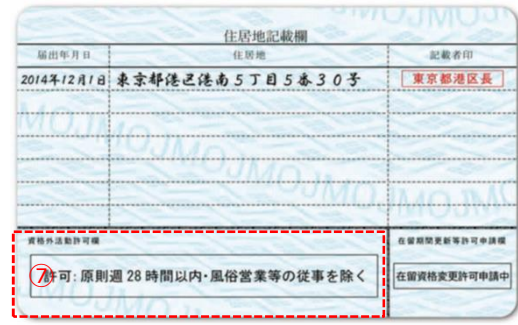 住居地記載欄
届出年月日 住居地 記載者印
2014年12月1日 東京都港区港南5丁目5番30号 東京都港区長
資格外活動許可欄 在留期間更新等許可申請欄
⑦許可:原則週28時間以内・風俗営業等の従事を除く 在留資格変更許可申請中
MOJMOJMOJMOJ